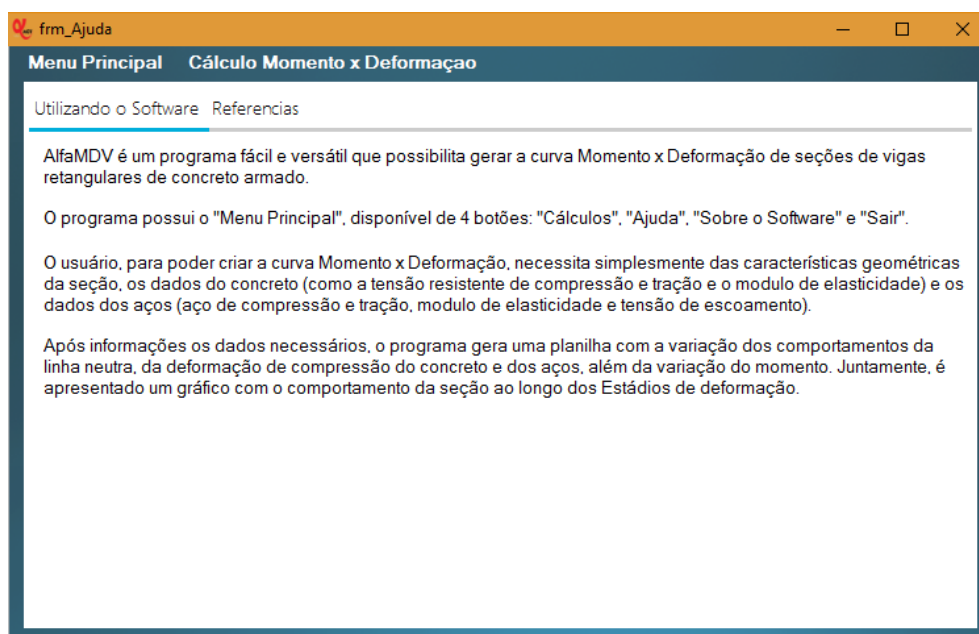 frm_Ajuda
Menu Principal Cálculo Momento x Deformaçao
Utilizando o Software Referencias
AlfaMDV é um programa fácil e versátil que possibilita gerar a curva Momento x Deformação de seções de vigas
retangulares de concreto armado.
O programa possui o "Menu Principal", disponível de 4 botões: "Cálculos", "Ajuda", "Sobre o Software" e "Sair".
O usuário, para poder criar a curva Momento x Deformação, necessita simplesmente das características geométricas
da seção, os dados do concreto (como a tensão resistente de compressão e tração e o modulo de elasticidade) e os
dados dos aços (aço de compressão e tração, modulo de elasticidade e tensão de escoamento).
Após informações os dados necessários, o programa gera uma planilha com a variação dos comportamentos da
linha neutra, da deformação de compressão do concreto e dos aços, além da variação do momento. Juntamente, é
apresentado um gráfico com o comportamento da seção ao longo dos Estádios de deformação.